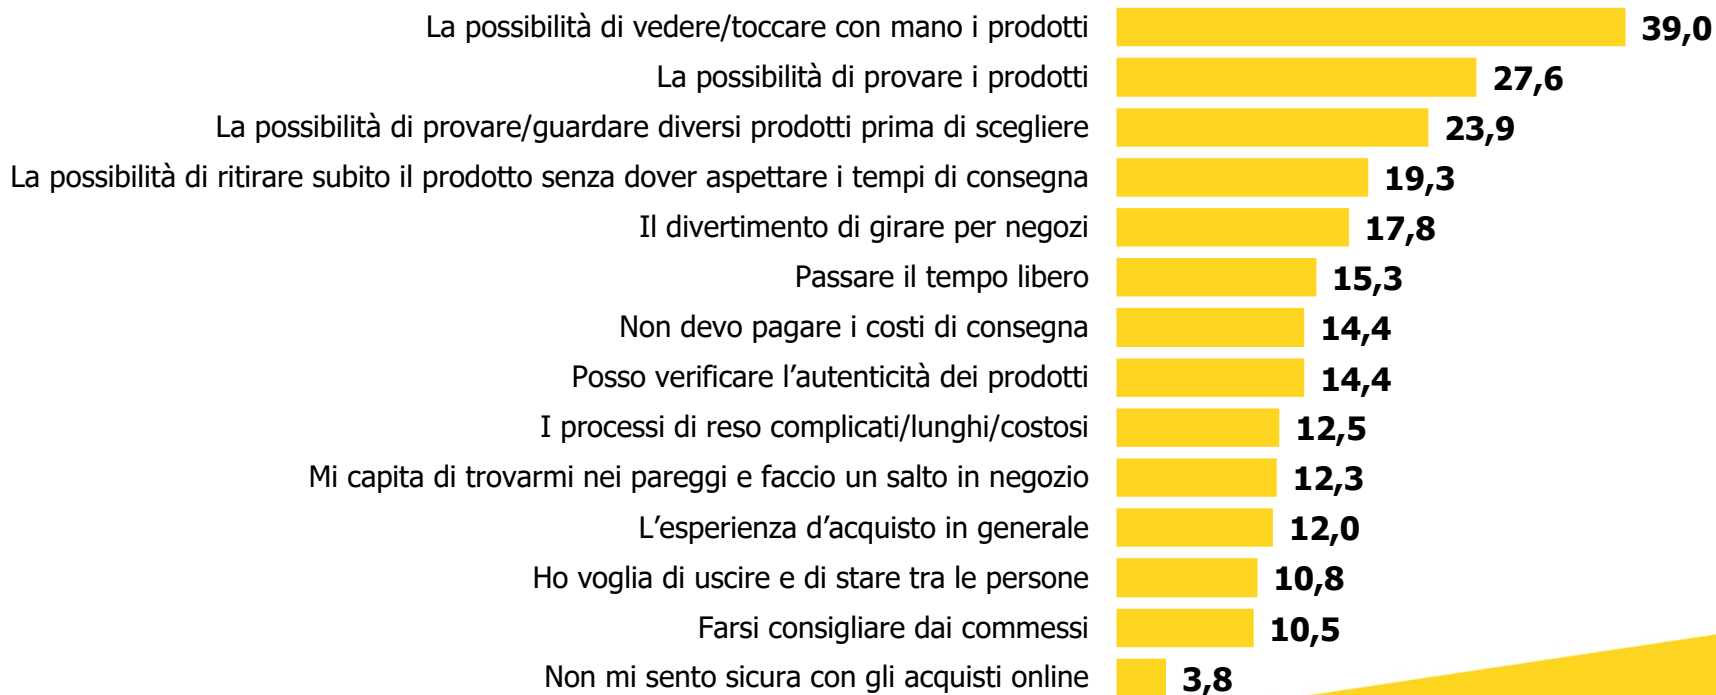 La possibilità di vedere/toccare con mano i prodotti 39,0
La possibilità di provare i prodotti 27,6
La possibilità di provare/guardare diversi prodotti prima di scegliere 23,9
La possibilità di ritirare subito il prodotto senza dover aspettare i tempi di consegna 19,3
Il divertimento di girare per negozi 17,8
Passare il tempo libero 15,3
Non devo pagare i costi di consegna 14,4
Posso verificare l’autenticità dei prodotti 14,4
I processi di reso complicati/lunghi/costosi 12,5
Mi capita di trovarmi nei pareggi e faccio un salto in negozio 12,3
L’esperienza d’acquisto in generale 12,0
Ho voglia di uscire e di stare tra le persone 10,8
Farsi consigliare dai commessi 10,5
Non mi sento sicura con gli acquisti online 3,8